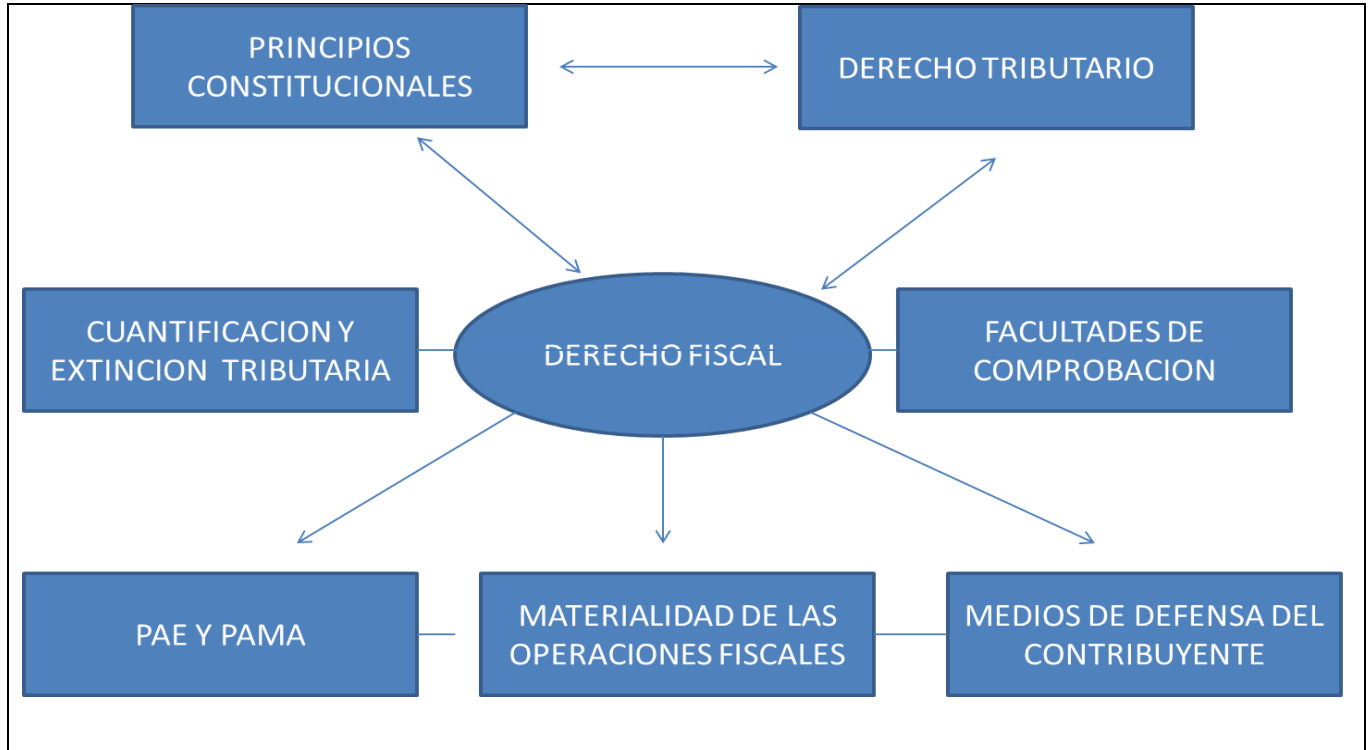 PRINCIPIOS
CONSTITUCIONALES
DERECHO TRIBUTARIO
CUANTIFICACION Y
EXTINCION TRIBUTARIA
DERECHO FISCAL
FACULTADES DE
COMPROBACION
PAE Y PAMA
MATERIALIDAD DE LAS
OPERACIONES FISCALES
MEDIOS DE DEFENSA DEL
CONTRIBUYENTE